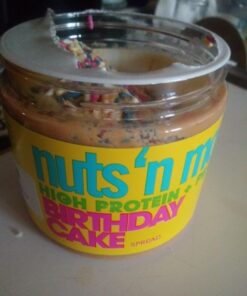 nuts 'n m
HIGH PROTEIN +
BIRTHDAY
CAKE
SPREAD